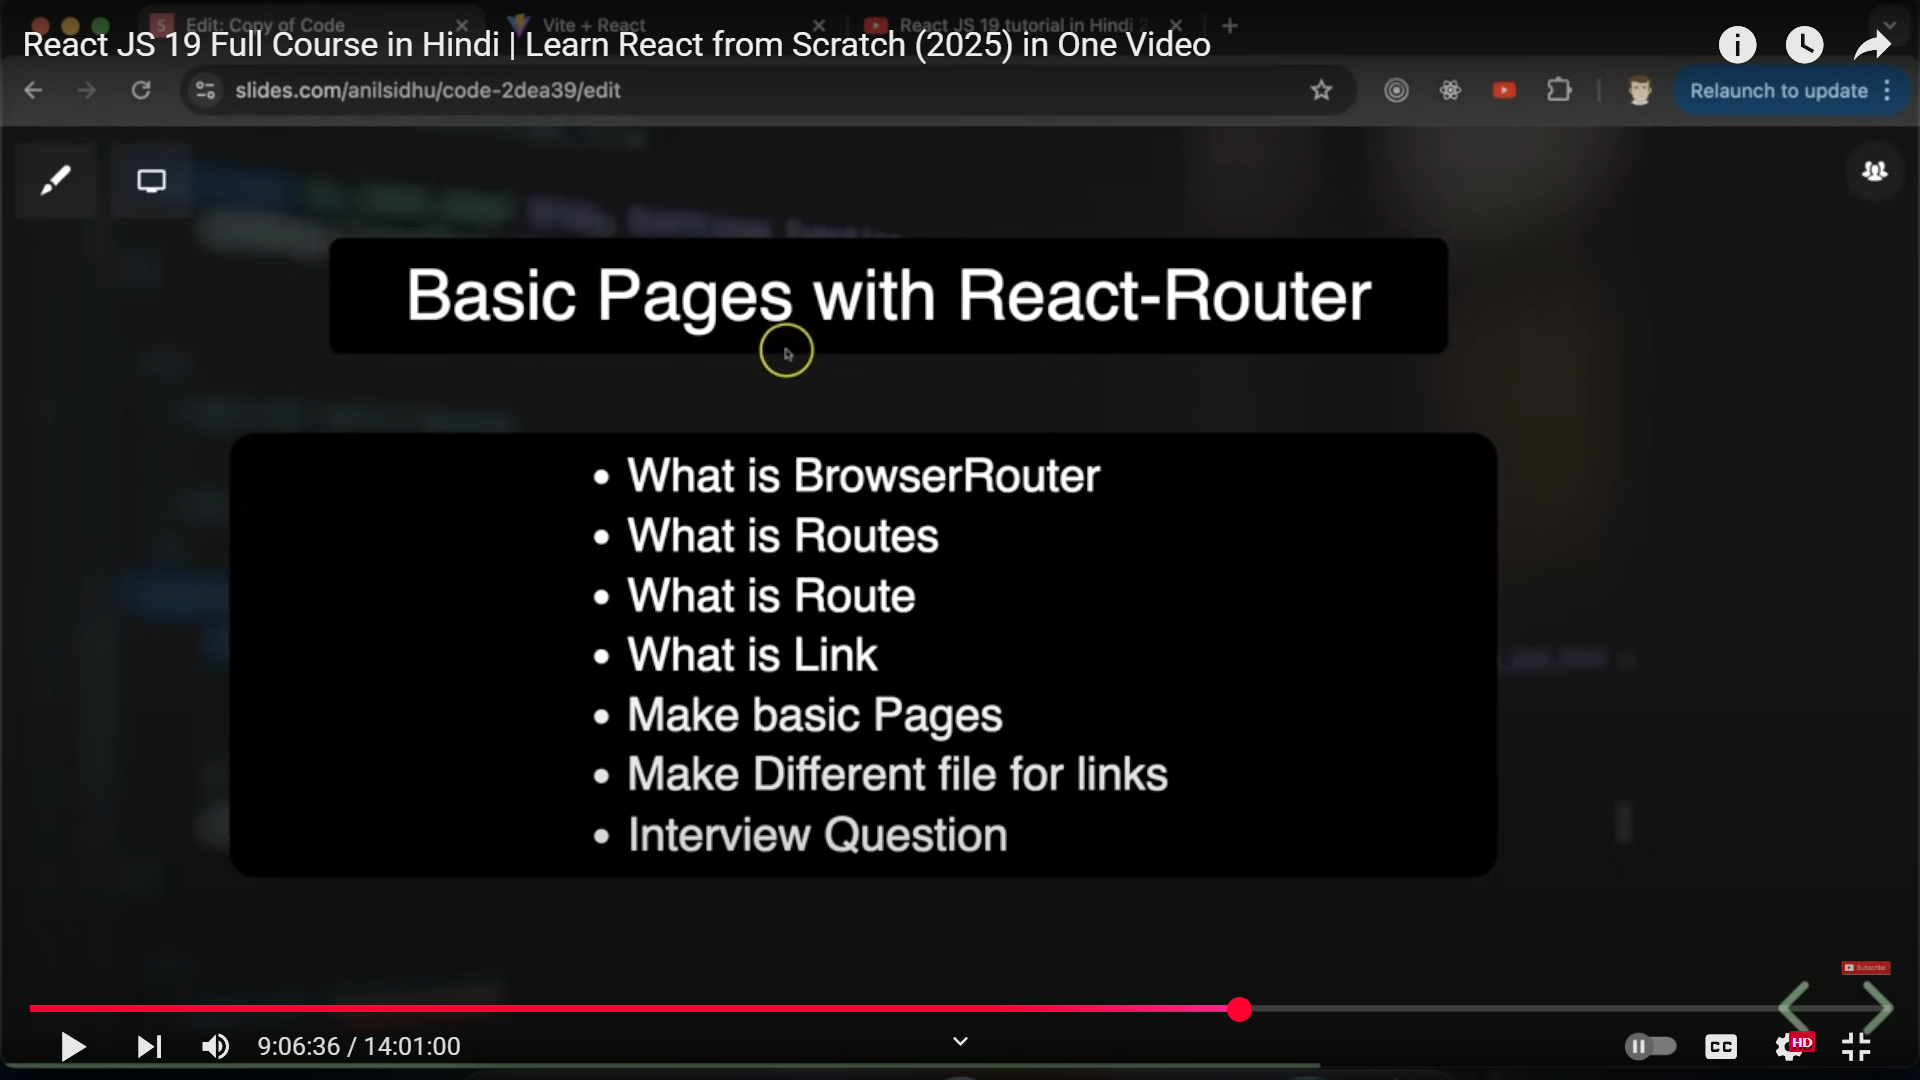 Edit: Copy of Code
Vite + React
React JS 19 tutorial in Hindi
React JS 19 Full Course in Hindi | Learn React from Scratch (2025) in One Video
slides.com/anilsidhu/code-2dea39/edit
Relaunch to update
Basic Pages with React-Router
• What is BrowserRouter
• What is Routes
• What is Route
• What is Link
• Make basic Pages
• Make Different file for links
• Interview Question
Subscribe
9:06:36 / 14:01:00
CC
HD